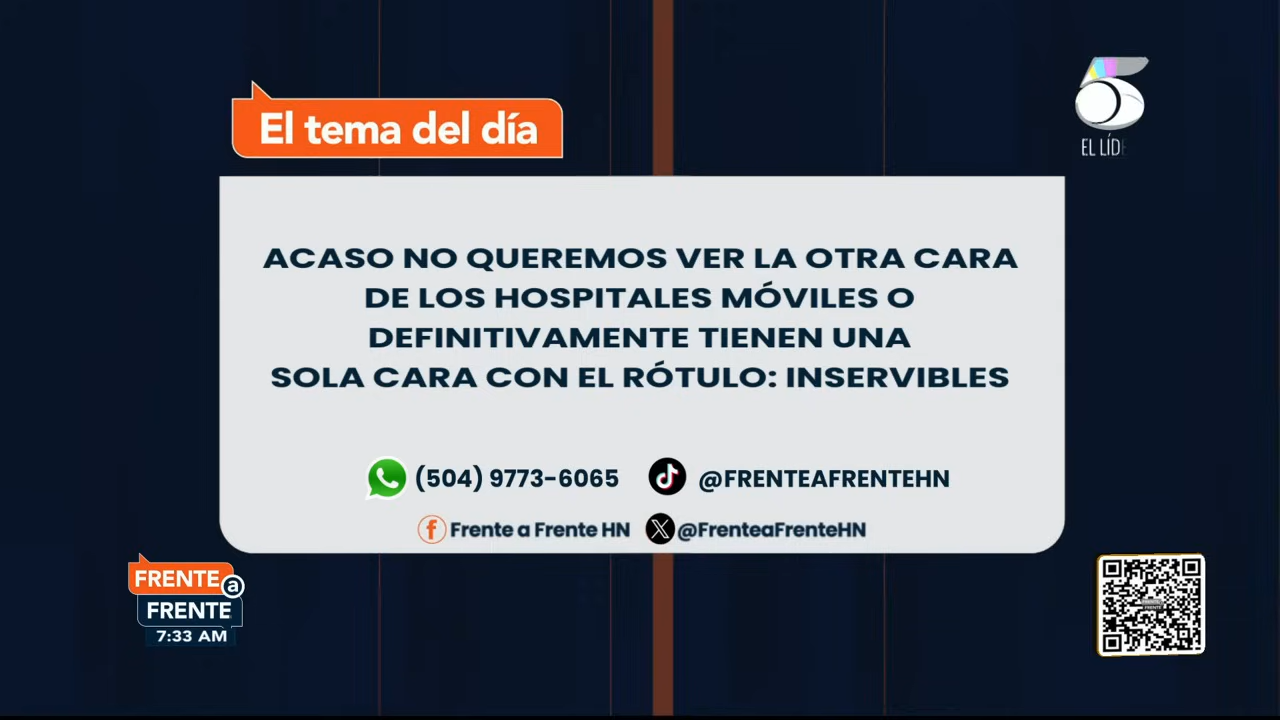 El tema del día
EL LÍDE
ACASO NO QUEREMOS VER LA OTRA CARA
DE LOS HOSPITALES MÓVILES O
DEFINITIVAMENTE TIENEN UNA
SOLA CARA CON EL RÓTULO: INSERVIBLES
(504) 9773-6065 @FRENTEAFRENTEHN
Frente a Frente HN @FrenteaFrenteHN
FRENTE a
FRENTE
7:33 AM